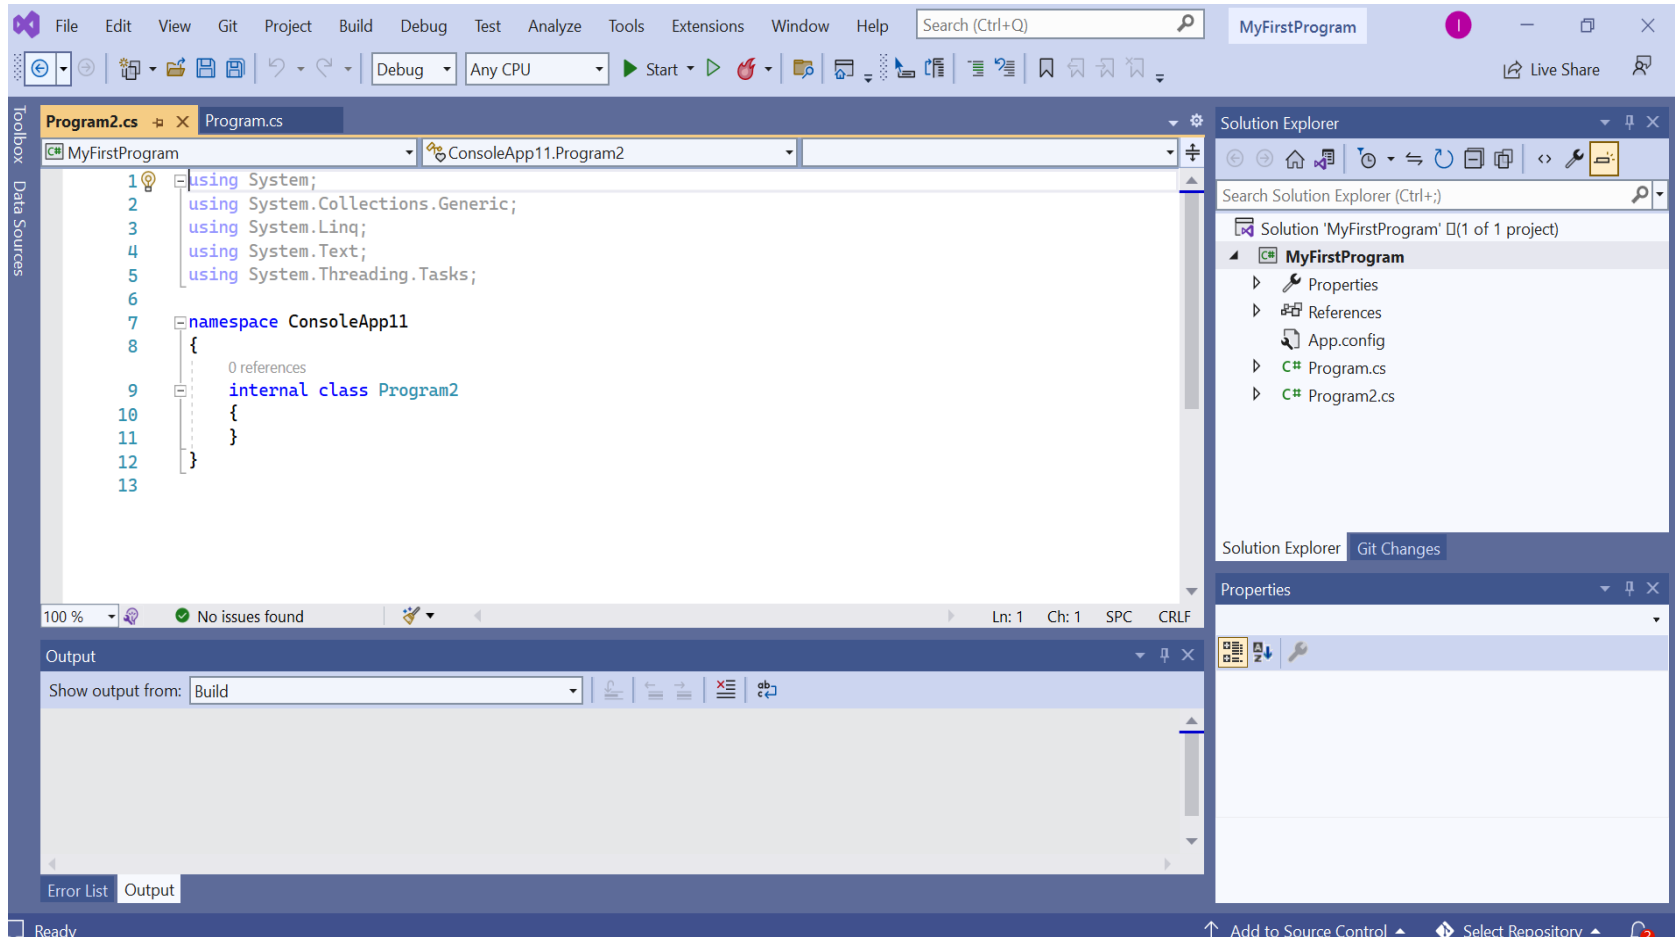 File Edit View Git Project Build Debug Test Analyze Tools Extensions Window Help Search (Ctrl+Q) MyFirstProgram I
Debug Any CPU Start Live Share
Toolbox
Data Sources
Program2.cs Program.cs
C# MyFirstProgram ConsoleApp11.Program2
1 using System;
2 using System.Collections.Generic;
3 using System.Linq;
4 using System.Text;
5 using System.Threading.Tasks;
6
7 namespace ConsoleApp11
8 {
0 references
9 internal class Program2
10 {
11 }
12 }
13
100 % No issues found Ln: 1 Ch: 1 SPC CRLF
Output
Show output from: Build
Error List Output
Solution Explorer
Search Solution Explorer (Ctrl+;)
Solution 'MyFirstProgram' ▯(1 of 1 project)
C# MyFirstProgram
Properties
References
App.config
C# Program.cs
C# Program2.cs
Solution Explorer Git Changes
Properties
Ready Add to Source Control Select Repository 2